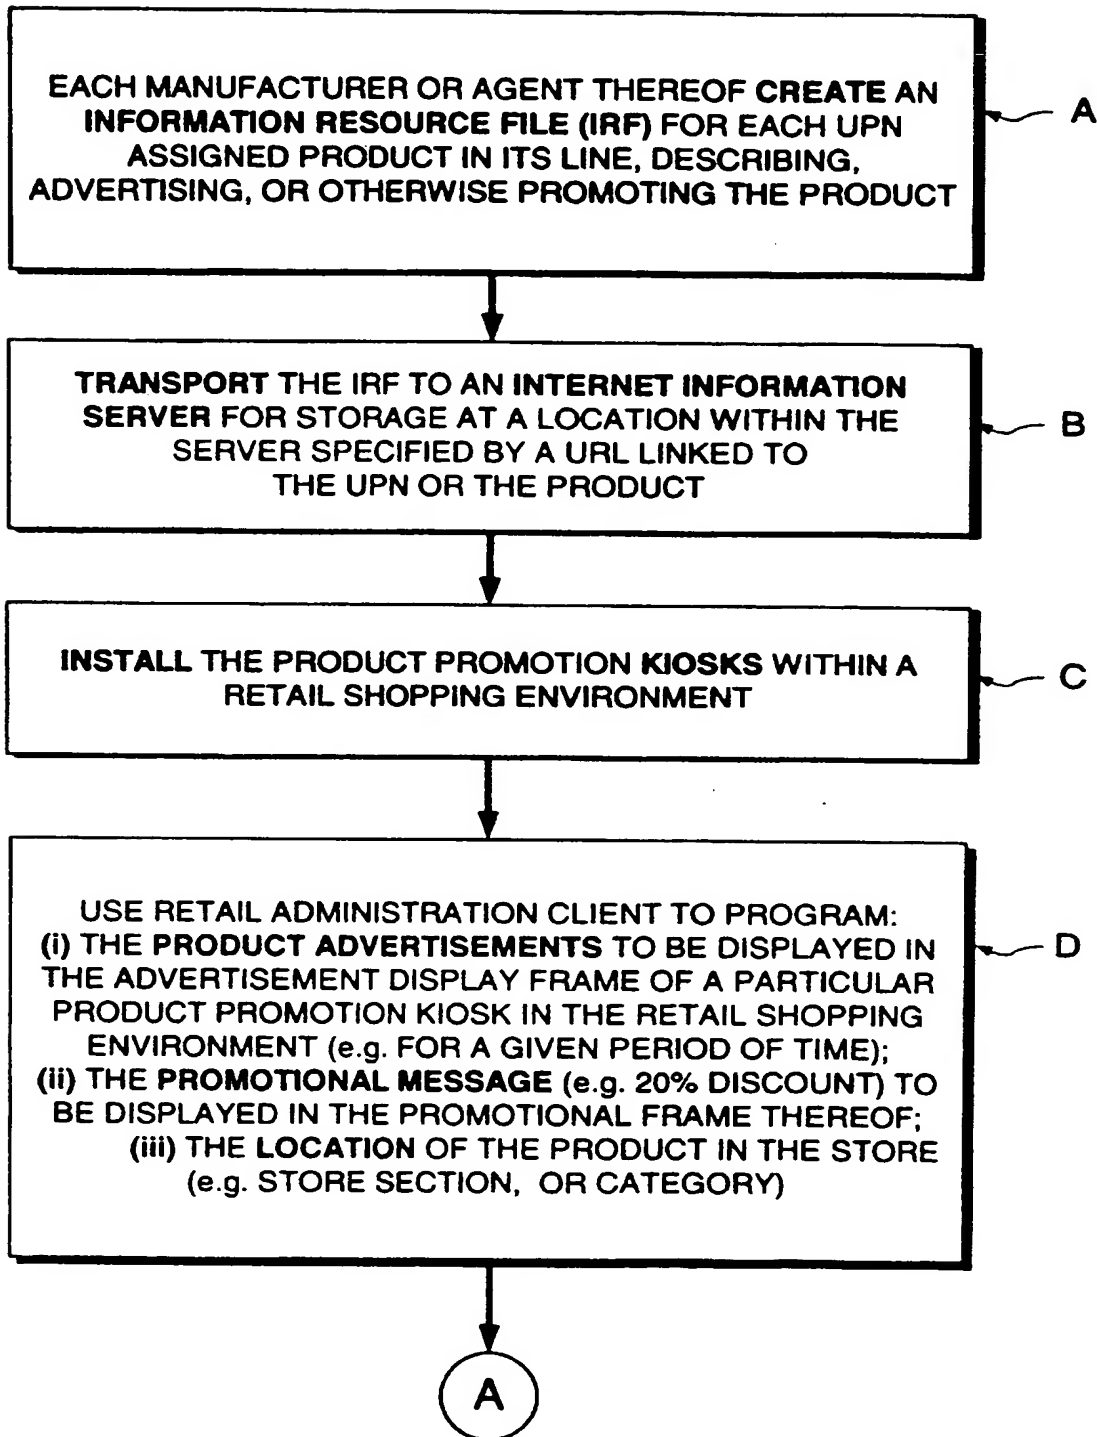 EACH MANUFACTURER OR AGENT THEREOF CREATE AN
INFORMATION RESOURCE FILE (IRF) FOR EACH UPN
ASSIGNED PRODUCT IN ITS LINE, DESCRIBING,
ADVERTISING, OR OTHERWISE PROMOTING THE PRODUCT
A
TRANSPORT THE IRF TO AN INTERNET INFORMATION
SERVER FOR STORAGE AT A LOCATION WITHIN THE
SERVER SPECIFIED BY A URL LINKED TO
THE UPN OR THE PRODUCT
B
INSTALL THE PRODUCT PROMOTION KIOSKS WITHIN A
RETAIL SHOPPING ENVIRONMENT
C
USE RETAIL ADMINISTRATION CLIENT TO PROGRAM:
(i) THE PRODUCT ADVERTISEMENTS TO BE DISPLAYED IN
THE ADVERTISEMENT DISPLAY FRAME OF A PARTICULAR
PRODUCT PROMOTION KIOSK IN THE RETAIL SHOPPING
ENVIRONMENT (e.g. FOR A GIVEN PERIOD OF TIME);
(ii) THE PROMOTIONAL MESSAGE (e.g. 20% DISCOUNT) TO
BE DISPLAYED IN THE PROMOTIONAL FRAME THEREOF;
(iii) THE LOCATION OF THE PRODUCT IN THE STORE
(e.g. STORE SECTION, OR CATEGORY)
D
A